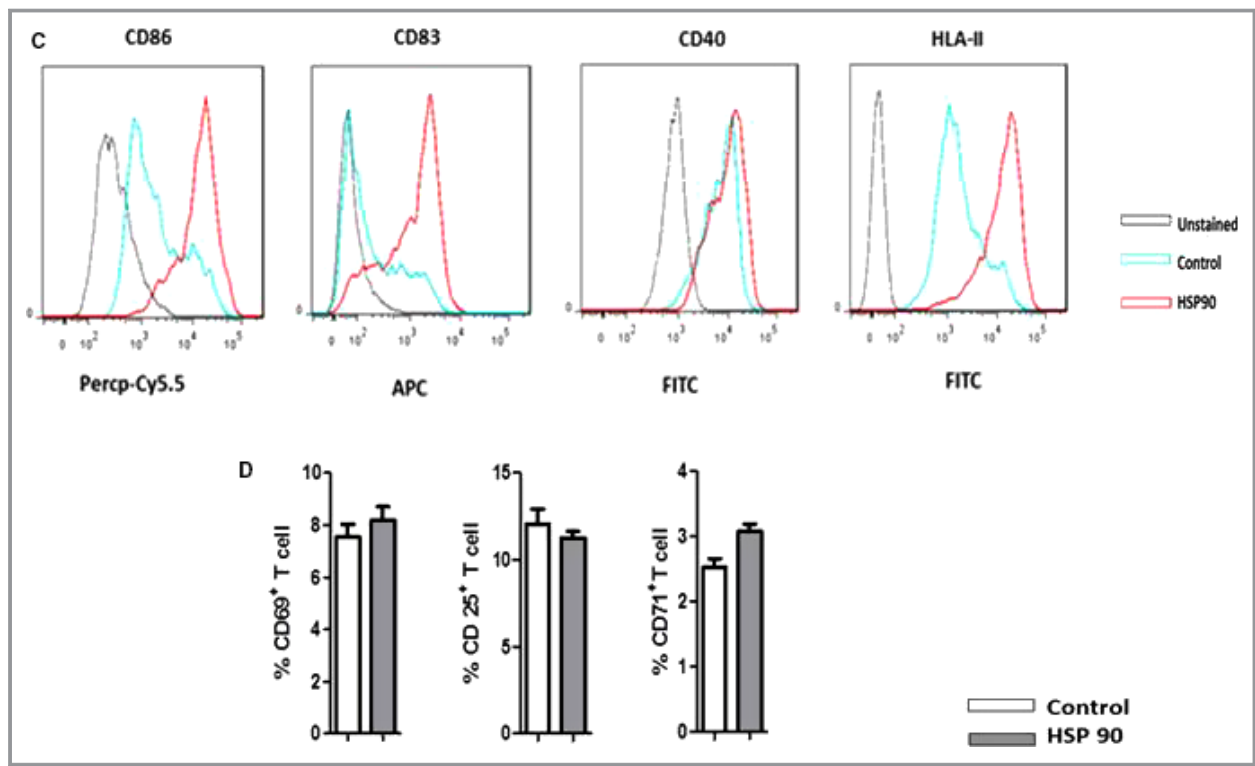 C
CD86 CD83 CD40 HLA-II
0 0 0 0
0 10² 10³ 10⁴ 10⁵ 0 10² 10³ 10⁴ 10⁵ 0 10² 10³ 10⁴ 10⁵ 0 10² 10³ 10⁴ 10⁵
Percp-Cy5.5 APC FITC FITC
Unstained
Control
HSP90
D
% CD69⁺ T cell
10
8
6
4
2
0
% CD 25⁺ T cell
15
10
5
0
% CD71⁺T cell
4
3
2
1
0
Control
HSP 90